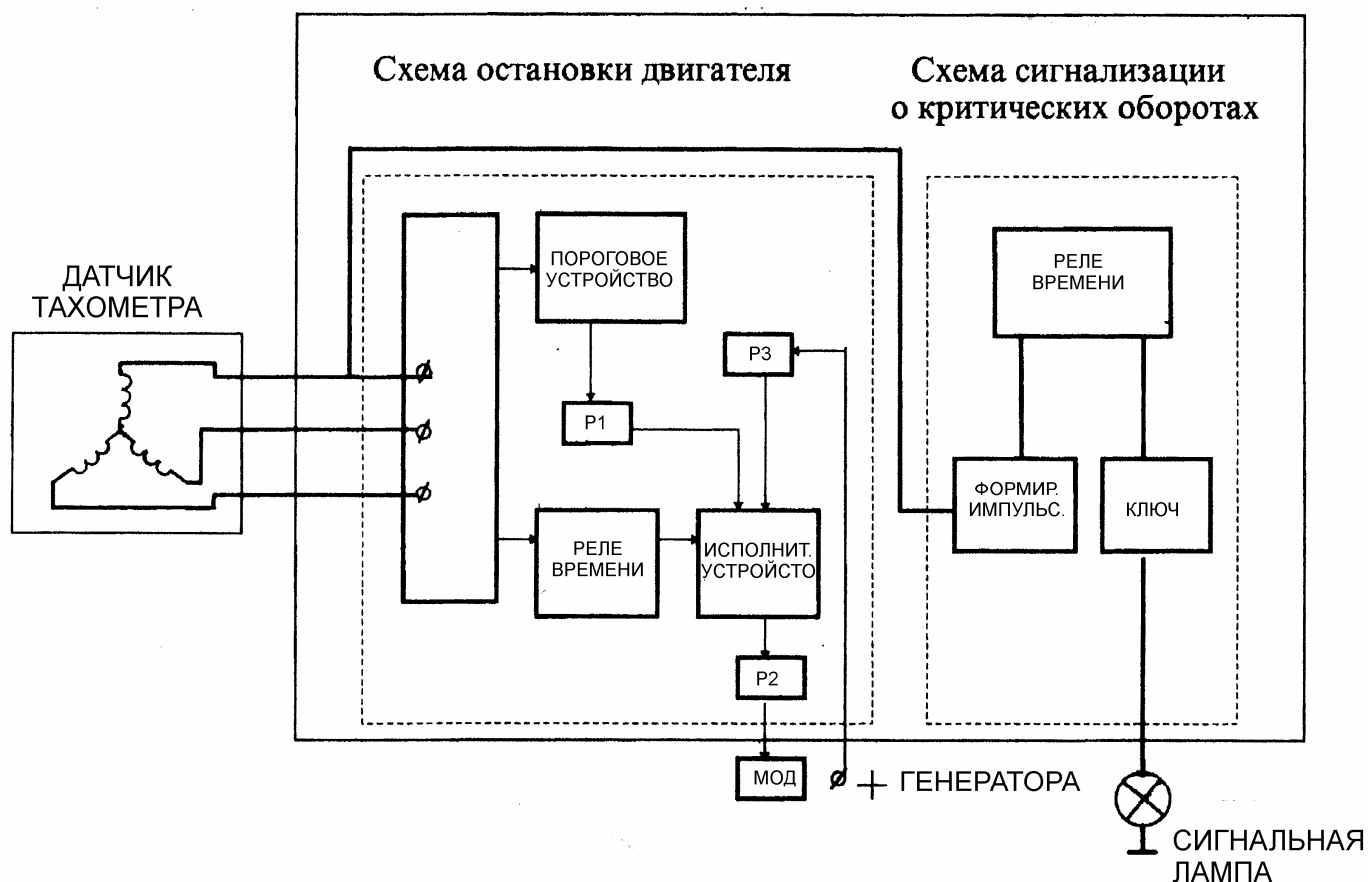 Схема остановки двигателя
Схема сигнализации
о критических оборотах
ДАТЧИК
ТАХОМЕТРА
ПОРОГОВОЕ
УСТРОЙСТВО
РЕЛЕ
ВРЕМЕНИ
Р3
Р1
ФОРМИР.
ИМПУЛЬС.
КЛЮЧ
РЕЛЕ
ВРЕМЕНИ
ИСПОЛНИТ.
УСТРОЙСТО
Р2
МОД
+ ГЕНЕРАТОРА
СИГНАЛЬНАЯ
ЛАМПА